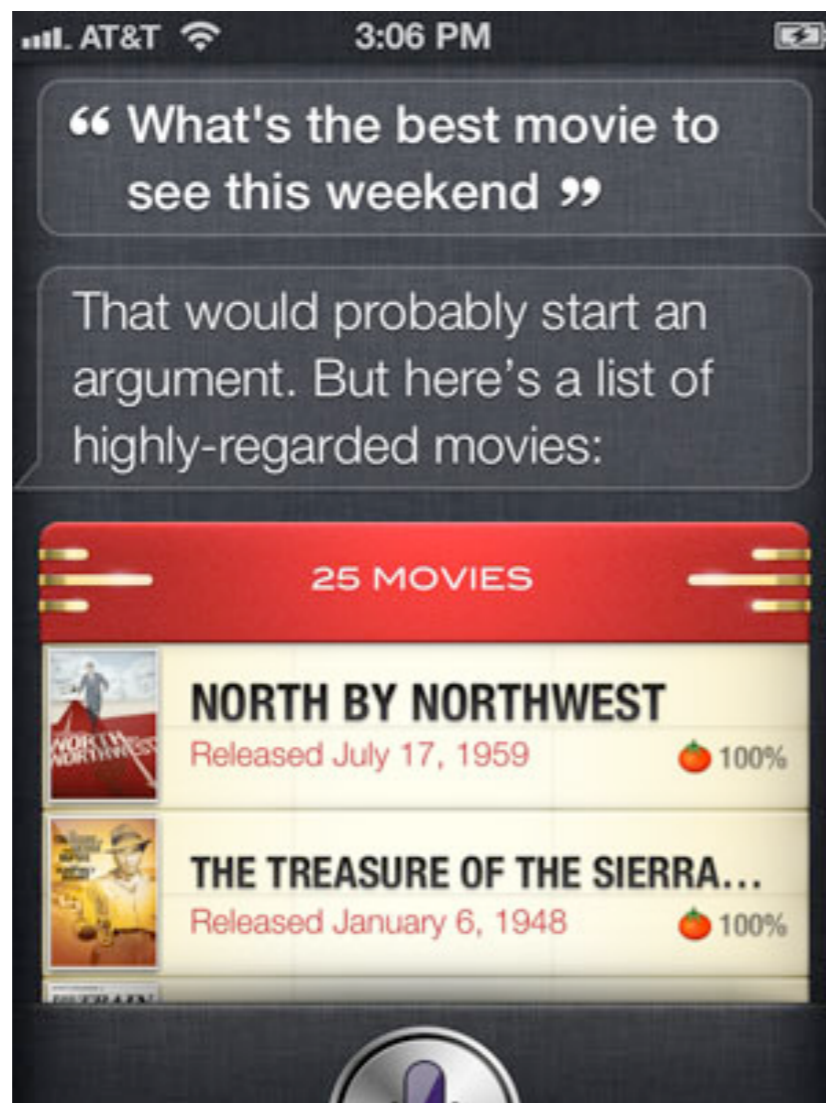 AT&T 3:06 PM
“ What's the best movie to
see this weekend ”
That would probably start an
argument. But here’s a list of
highly-regarded movies:
25 MOVIES
NORTH BY NORTHWEST
NORTH
NORTHWEST
Released July 17, 1959 100%
THE TREASURE OF THE SIERRA...
Released January 6, 1948 100%